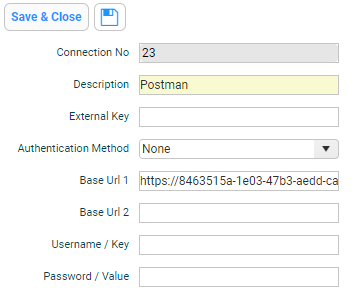 Save & Close
Connection No 23
Description Postman
External Key
Authentication Method None
Base Url 1 https://8463515a-1e03-47b3-aedd-ca
Base Url 2
Username / Key
Password / Value